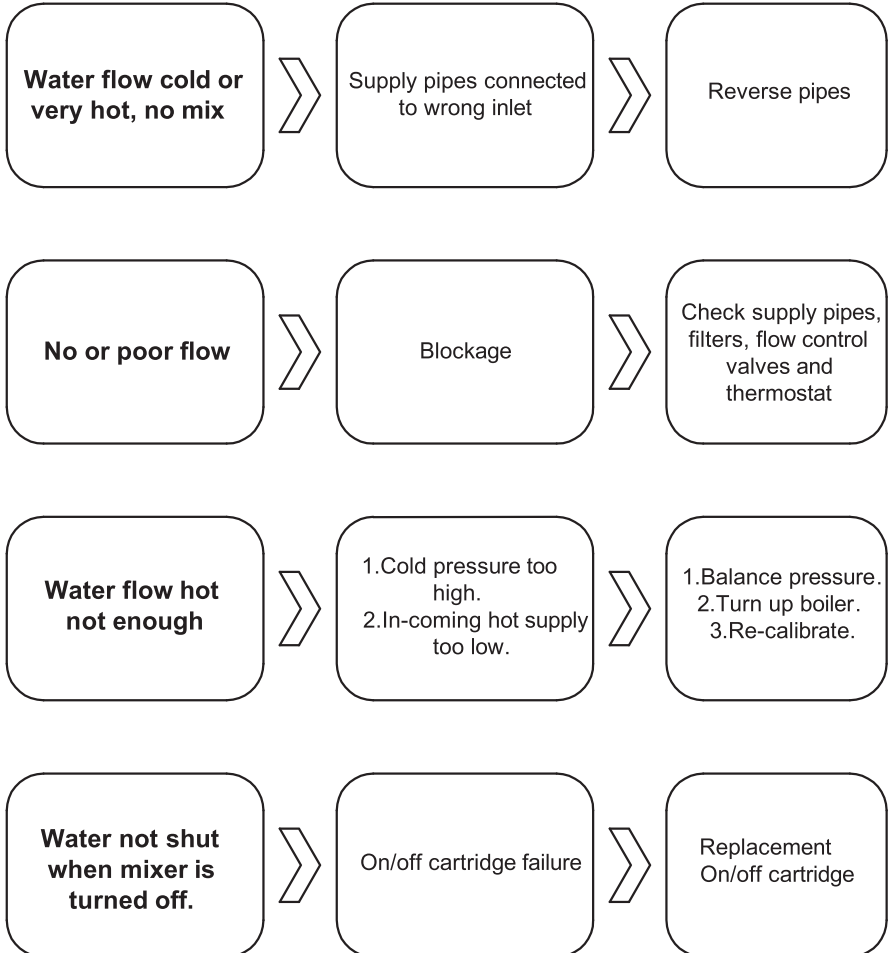 Water flow cold or
very hot, no mix
Supply pipes connected
to wrong inlet
Reverse pipes
No or poor flow
Blockage
Check supply pipes,
filters, flow control
valves and
thermostat
Water flow hot
not enough
1.Cold pressure too
high.
2.In-coming hot supply
too low.
1.Balance pressure.
2.Turn up boiler.
3.Re-calibrate.
Water not shut
when mixer is
turned off.
On/off cartridge failure
Replacement
On/off cartridge